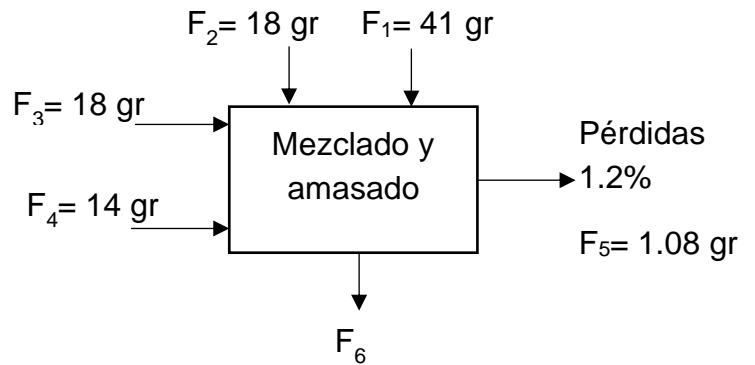 F₂= 18 gr
F₁= 41 gr
F₃= 18 gr
Mezclado y
amasado
Pérdidas
1.2%
F₄= 14 gr
F₅= 1.08 gr
F₆